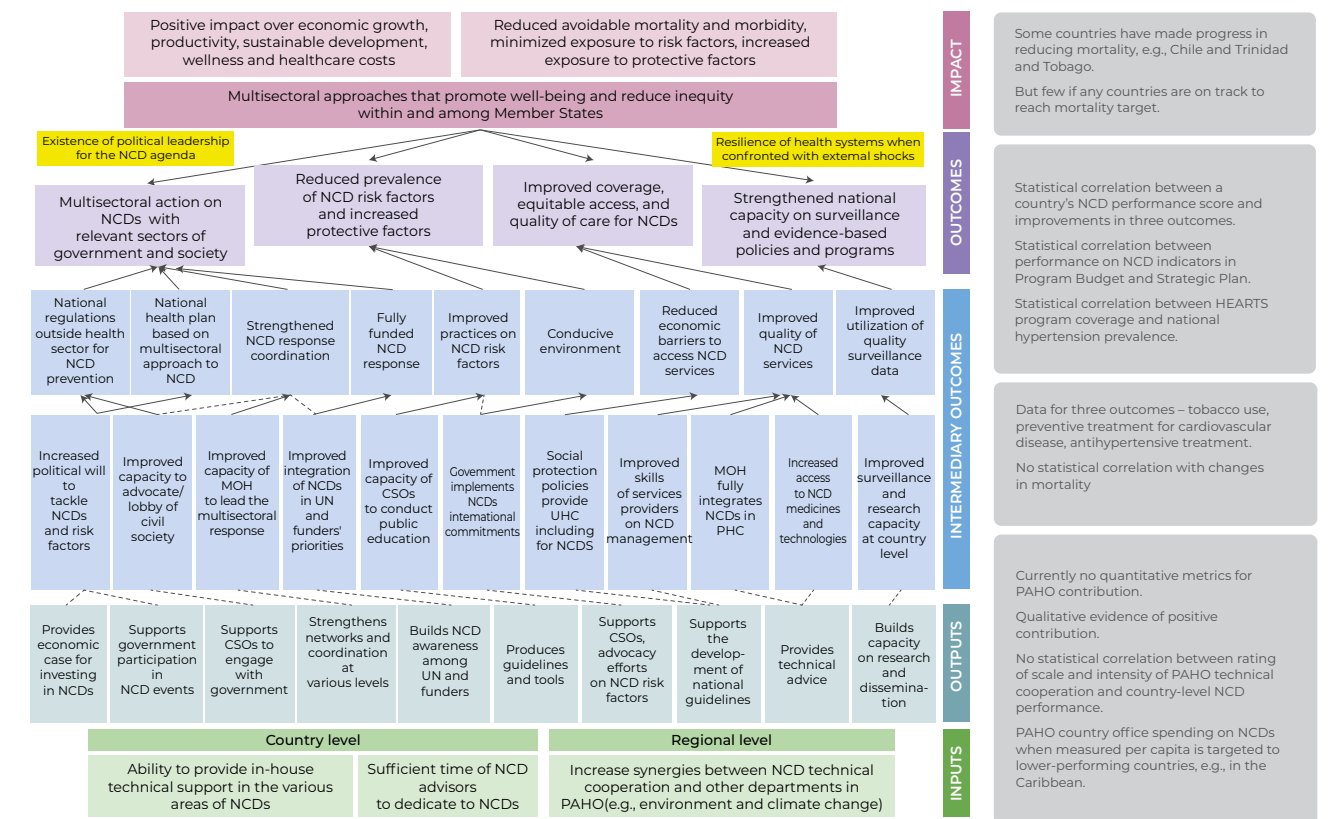 Positive impact over economic growth,
productivity, sustainable development,
wellness and healthcare costs
Reduced avoidable mortality and morbidity,
minimized exposure to risk factors, increased
exposure to protective factors
Multisectoral approaches that promote well-being and reduce inequity
within and among Member States
IMPACT
Some countries have made progress in
reducing mortality, e.g., Chile and Trinidad
and Tobago.
But few if any countries are on track to
reach mortality target.
Existence of political leadership
for the NCD agenda
Resilience of health systems when
confronted with external shocks
Multisectoral action on
NCDs with
relevant sectors of
government and society
Reduced prevalence
of NCD risk factors
and increased
protective factors
Improved coverage,
equitable access, and
quality of care for NCDs
Strengthened national
capacity on surveillance
and evidence-based
policies and programs
OUTCOMES
Statistical correlation between a
country's NCD performance score and
improvements in three outcomes.
Statistical correlation between
performance on NCD indicators in
Program Budget and Strategic Plan.
Statistical correlation between HEARTS
program coverage and national
hypertension prevalence.
National
regulations
outside health
sector for
NCD
prevention
National
health plan
based on
multisectoral
approach to
NCD
Strengthened
NCD response
coordination
Fully
funded
NCD
response
Improved
practices on
NCD risk
factors
Conducive
environment
Reduced
economic
barriers to
access NCD
services
Improved
quality of
NCD
services
Improved
utilization of
quality
surveillance
data
INTERMEDIARY OUTCOMES
Increased
political will
to
tackle
NCDs
and risk
factors
Improved
capacity to
advocate/
lobby of
civil
society
Improved
capacity of
MOH
to lead the
multisectoral
response
Improved
integration
of NCDs
in UN
and
funders'
priorities
Improved
capacity of
CSOs
to conduct
public
education
Government
implements
NCDs
international
commitments
Social
protection
policies
provide
UHC
including
for NCDS
Improved
skills
of services
providers
on NCD
management
MOH
fully
integrates
NCDs in
PHC
Increased
access
to NCD
medicines
and
technologies
Improved
surveillance
and
research
capacity
at country
level
Data for three outcomes – tobacco use,
preventive treatment for cardiovascular
disease, antihypertensive treatment.
No statistical correlation with changes
in mortality
Provides
economic
case for
investing
in NCDs
Supports
government
participation
in
NCD events
Supports
CSOs to
engage
with
government
Strengthens
networks and
coordination
at
various levels
Builds NCD
awareness
among
UN and
funders
Produces
guidelines
and tools
Supports
CSOs,
advocacy
efforts
on NCD risk
factors
Supports
the
develop-
ment of
national
guidelines
Provides
technical
advice
Builds
capacity
on research
and
dissemina-
tion
OUTPUTS
Currently no quantitative metrics for
PAHO contribution.
Qualitative evidence of positive
contribution.
No statistical correlation between rating
of scale and intensity of PAHO technical
cooperation and country-level NCD
performance.
PAHO country office spending on NCDs
when measured per capita is targeted to
lower-performing countries, e.g., in the
Caribbean.
Country level
Regional level
Ability to provide in-house
technical support in the various
areas of NCDs
Sufficient time of NCD
advisors
to dedicate to NCDs
Increase synergies between NCD technical
cooperation and other departments in
PAHO(e.g., environment and climate change)
INPUTS